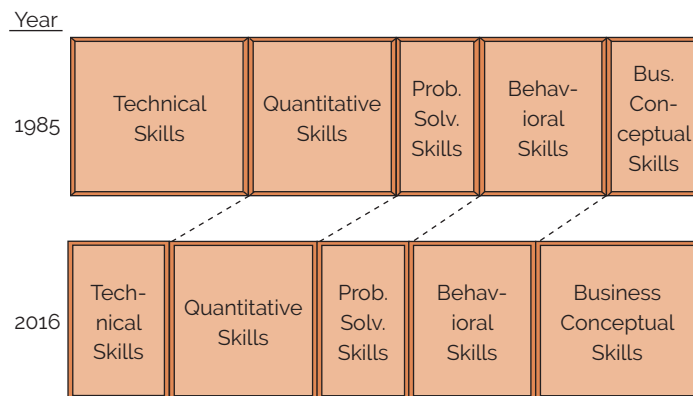 Year
1985
Technical
Skills
Quantitative
Skills
Prob.
Solv.
Skills
Behav-
ioral
Skills
Bus.
Con-
ceptual
Skills
2016
Tech-
nical
Skills
Quantitative
Skills
Prob.
Solv.
Skills
Behav-
ioral
Skills
Business
Conceptual
Skills